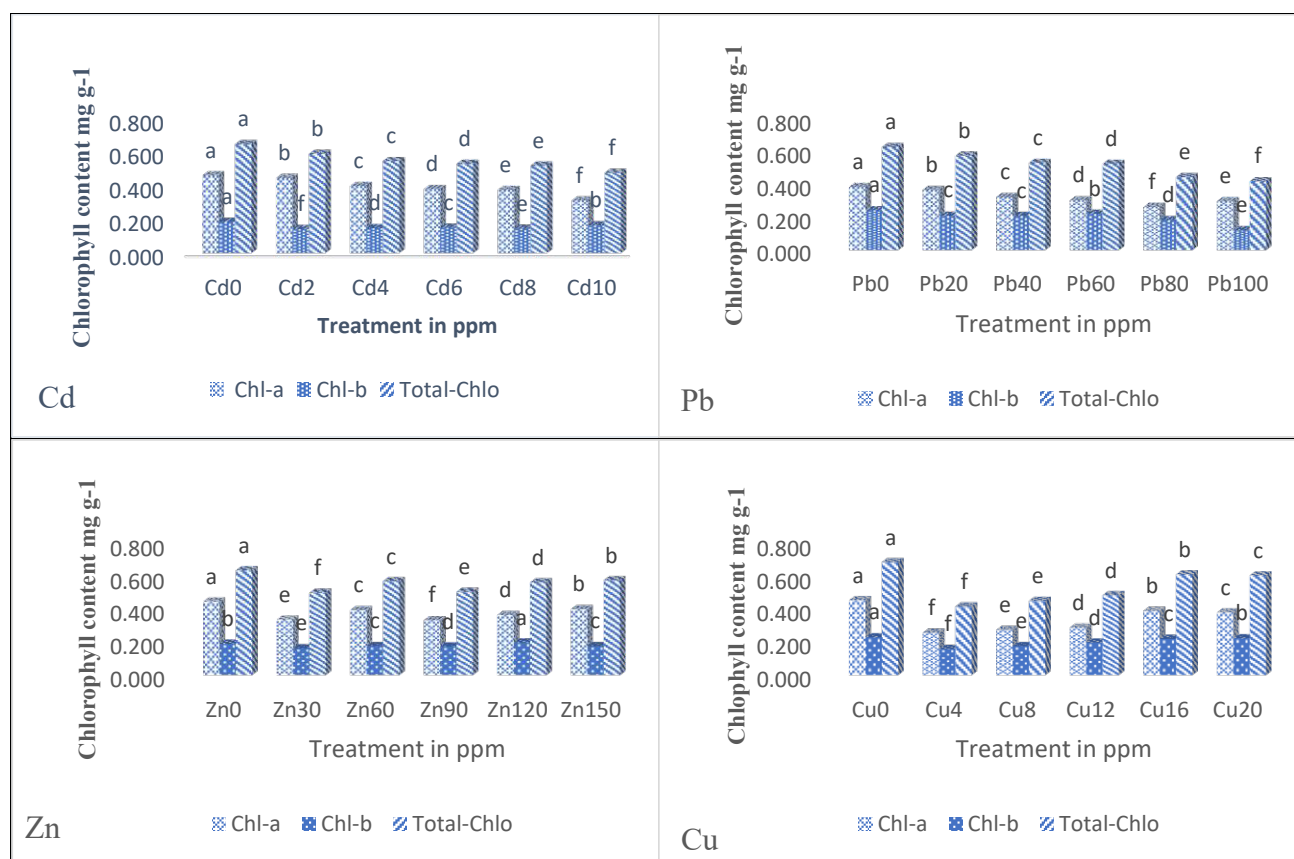 Chlorophyll content mg g-1
0.800
0.600
0.400
0.200
0.000
a a a
b f b
c d c
d c d
e e e
f b f
Cd0 Cd2 Cd4 Cd6 Cd8 Cd10
Treatment in ppm
Chl-a Chl-b Total-Chlo
Cd
Chlorophyll content mg g-1
0.800
0.600
0.400
0.200
0.000
a a a
b c b
c c c
d b d
f d e
e e f
Pb0 Pb20 Pb40 Pb60 Pb80 Pb100
Treatment in ppm
Chl-a Chl-b Total-Chlo
Pb
Chlorophyll content mg g-1
0.800
0.600
0.400
0.200
0.000
a b a
e e f
c c c
f d e
d a d
b c b
Zn0 Zn30 Zn60 Zn90 Zn120 Zn150
Treatment in ppm
Chl-a Chl-b Total-Chlo
Zn
Chlophyll content mg g-1
0.800
0.600
0.400
0.200
0.000
a a a
f f f
e e e
d d d
b c b
c b c
Cu0 Cu4 Cu8 Cu12 Cu16 Cu20
Treatment in ppm
Chl-a Chl-b Total-Chlo
Cu